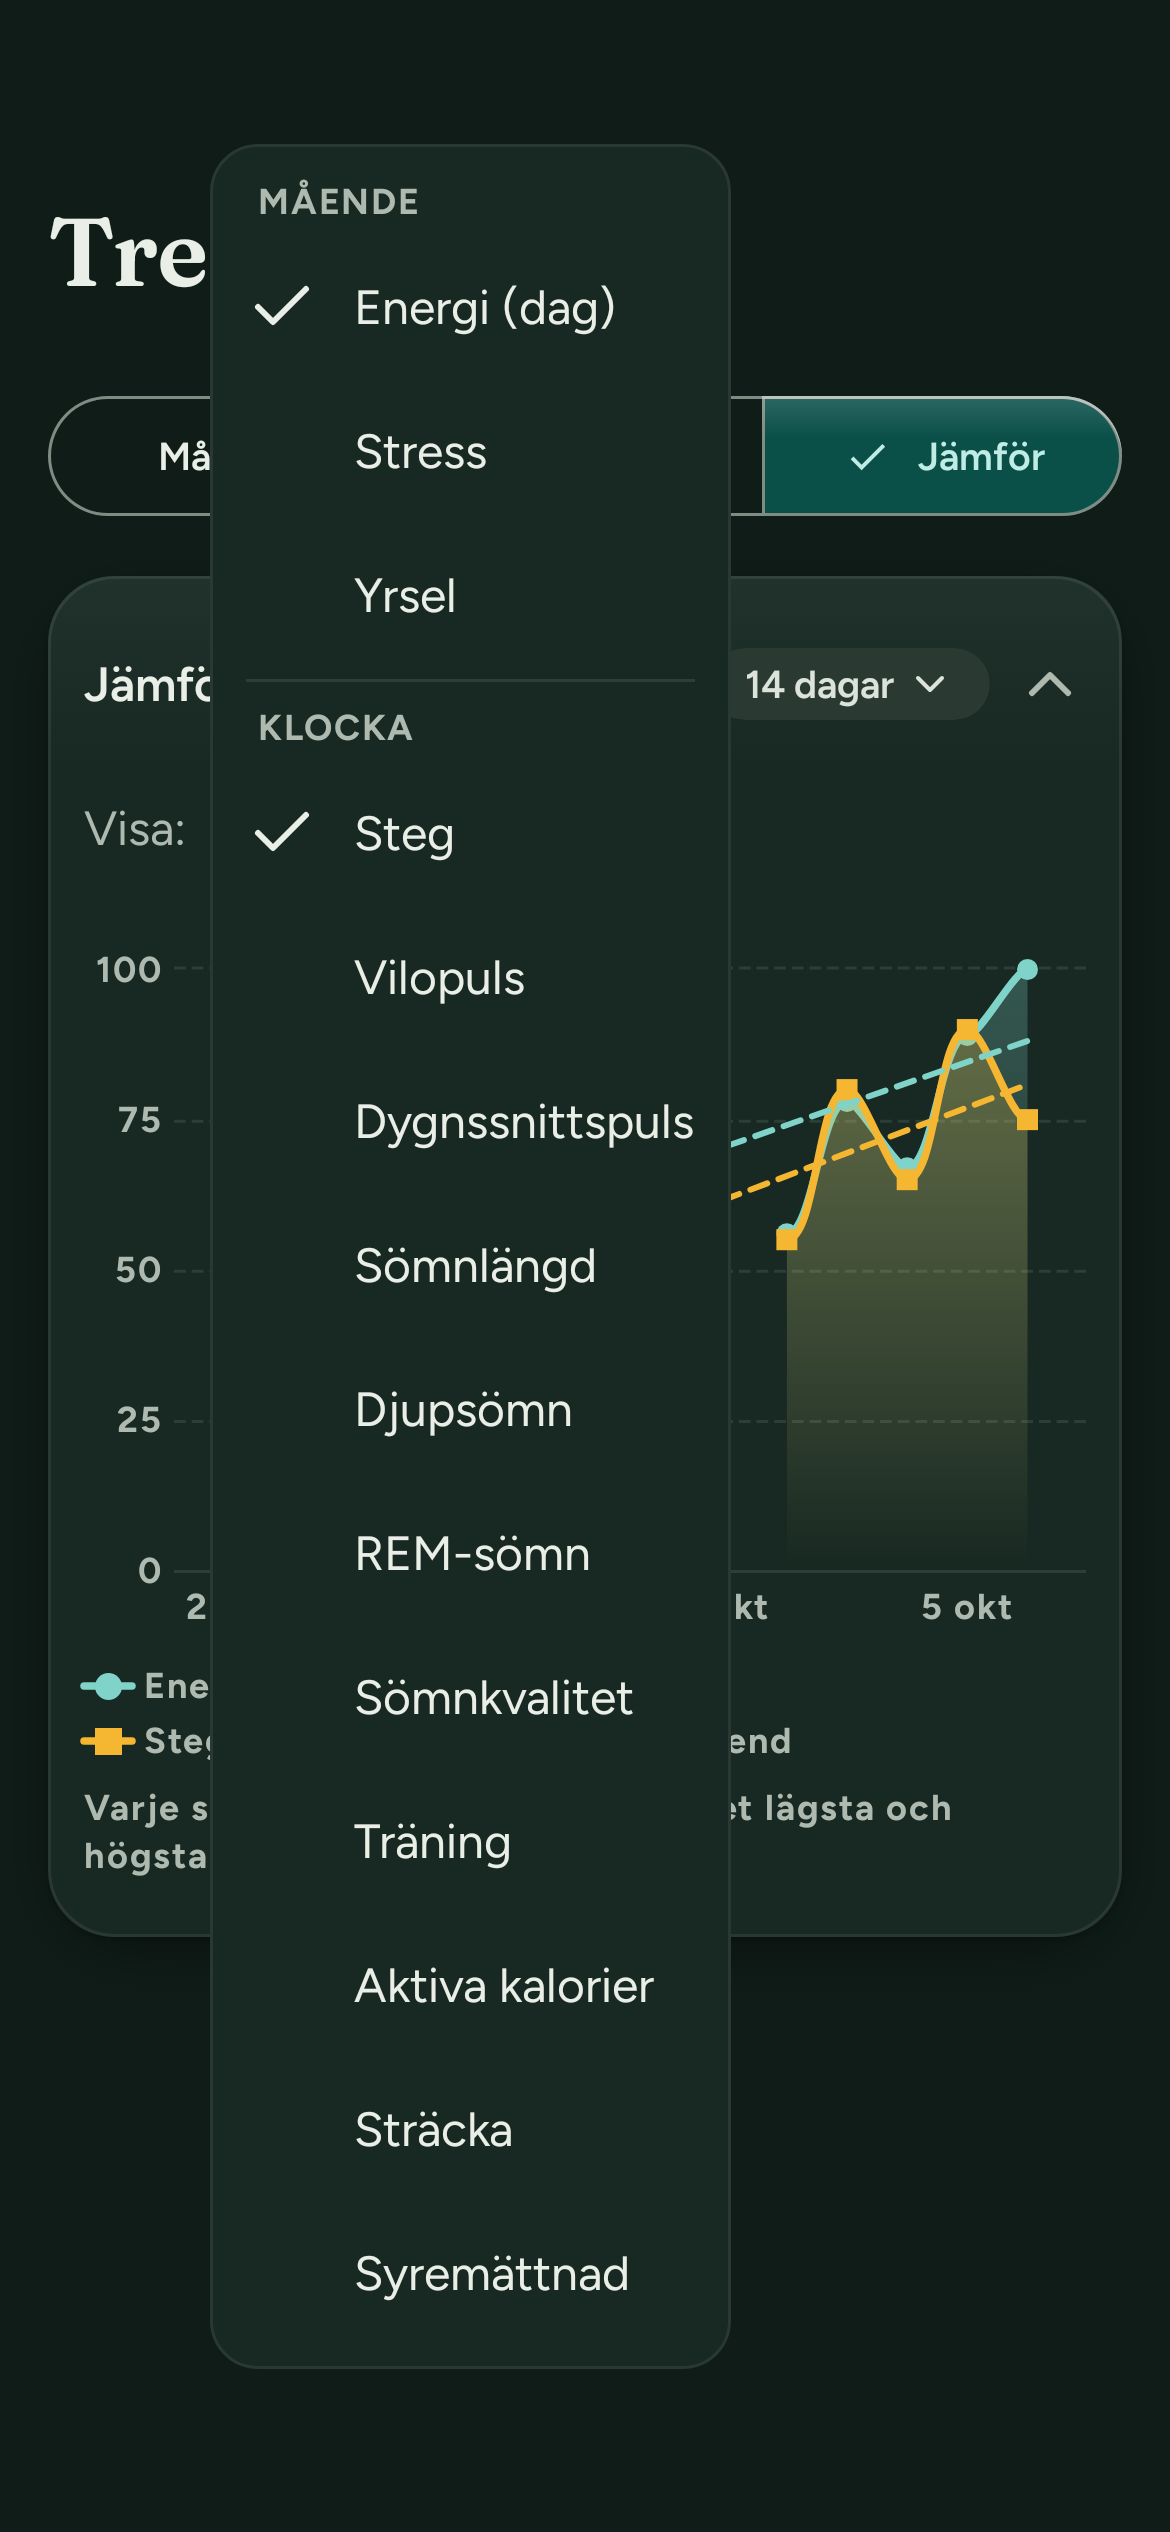 MÅENDE
Tre
Energi (dag)
Må
Jämför
Stress
Yrsel
Jämfö
14 dagar
KLOCKA
Visa:
Steg
100
Vilopuls
75
Dygnssnittspuls
50
Sömnlängd
25
Djupsömn
0
REM-sömn
2
kt
5 okt
Ene
Sömnkvalitet
Steg
end
Varje s
et lägsta och
högsta
Träning
Aktiva kalorier
Sträcka
Syremättnad